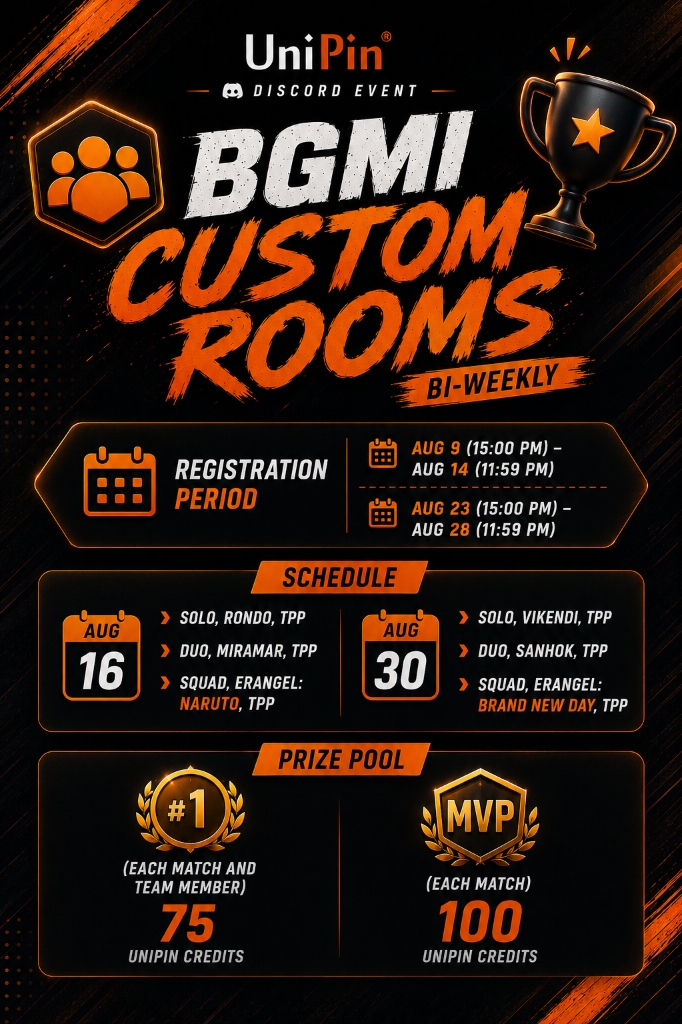 UniPin®
DISCORD EVENT
BGMI
CUSTOM
ROOMS
BI-WEEKLY
REGISTRATION
PERIOD
AUG 9 (15:00 PM) –
AUG 14 (11:59 PM)
AUG 23 (15:00 PM) –
AUG 28 (11:59 PM)
SCHEDULE
AUG
16
SOLO, RONDO, TPP
DUO, MIRAMAR, TPP
SQUAD, ERANGEL:
NARUTO, TPP
AUG
30
SOLO, VIKENDI, TPP
DUO, SANHOK, TPP
SQUAD, ERANGEL:
BRAND NEW DAY, TPP
PRIZE POOL
#1
(EACH MATCH AND
TEAM MEMBER)
75
UNIPIN CREDITS
MVP
(EACH MATCH)
100
UNIPIN CREDITS